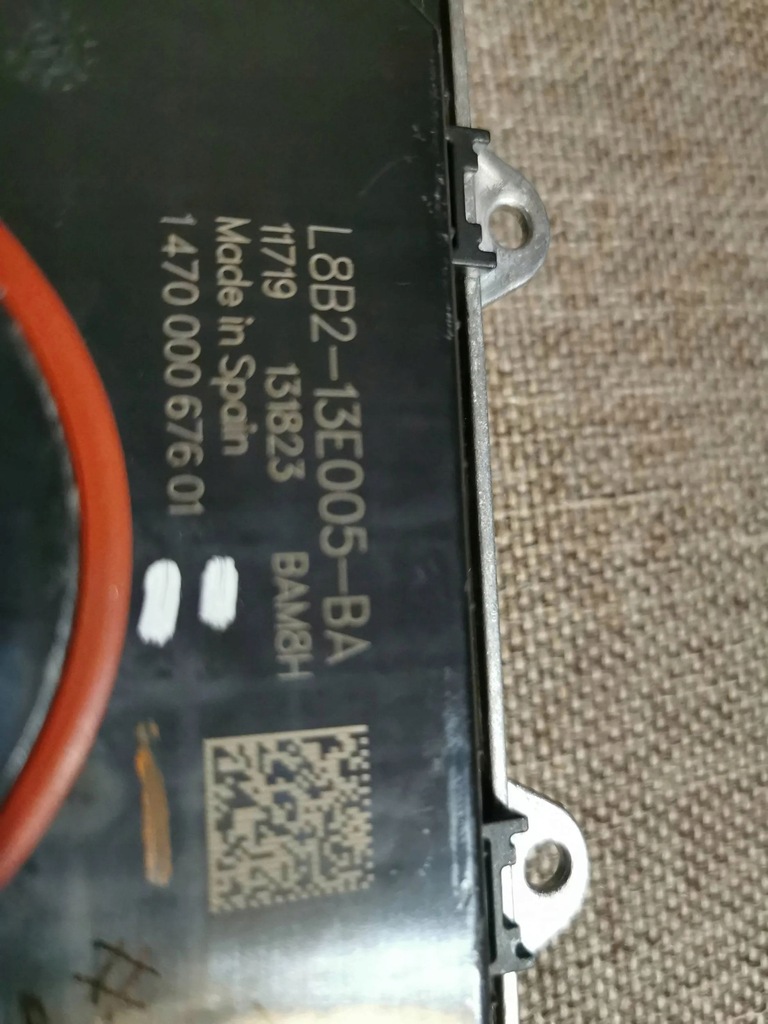 L8B2-13E005-BA
11719 131823 BAM8H
Made in Spain
1 470 000 676 01